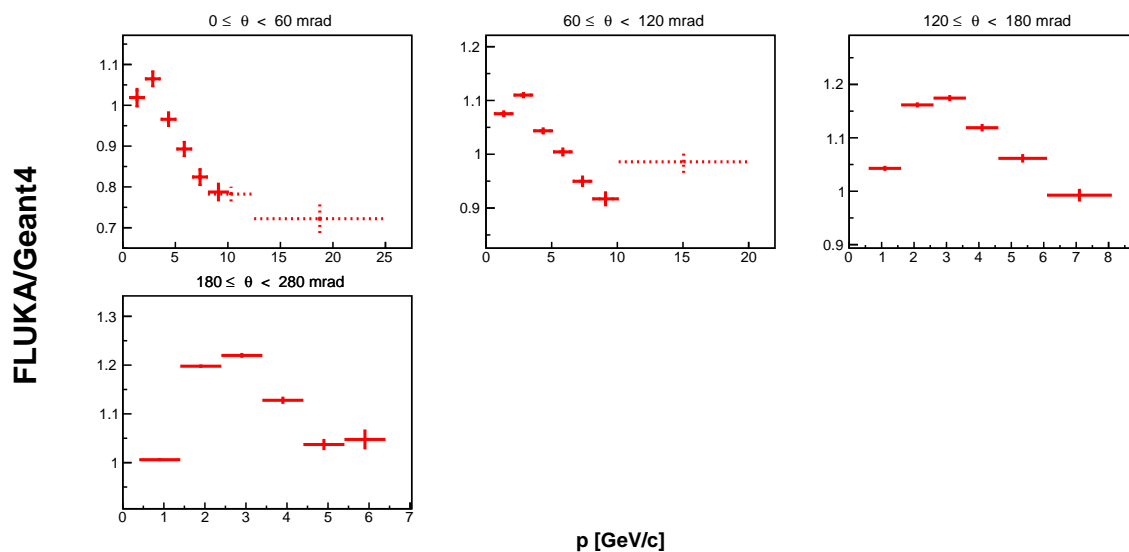 0 ≤ θ < 60 mrad
60 ≤ θ < 120 mrad
120 ≤ θ < 180 mrad
1.1
1
0.9
0.8
0.7
0 5 10 15 20 25
1.2
1.1
1
0.9
0 5 10 15 20
1.2
1.1
1
0.9
0 1 2 3 4 5 6 7 8
FLUKA/Geant4
180 ≤ θ < 280 mrad
1.3
1.2
1.1
1
0 1 2 3 4 5 6 7
p [GeV/c]